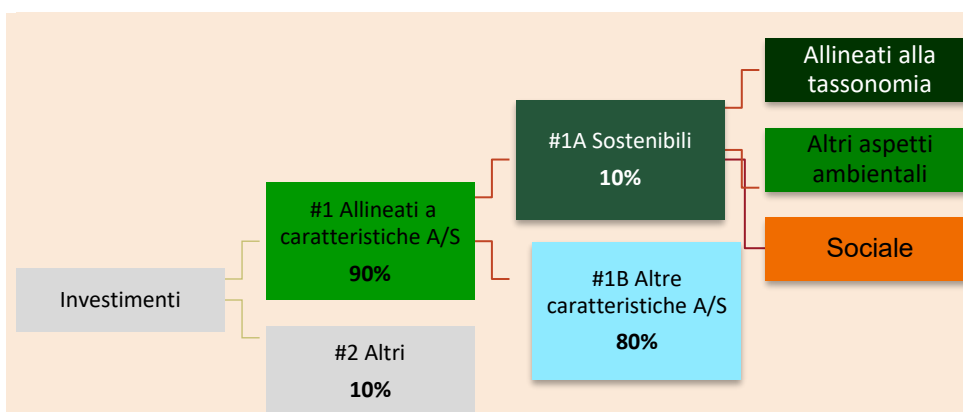 Investimenti
#1 Allineati a
caratteristiche A/S
90%
#2 Altri
10%
#1A Sostenibili
10%
#1B Altre
caratteristiche A/S
80%
Allineati alla
tassonomia
Altri aspetti
ambientali
Sociale